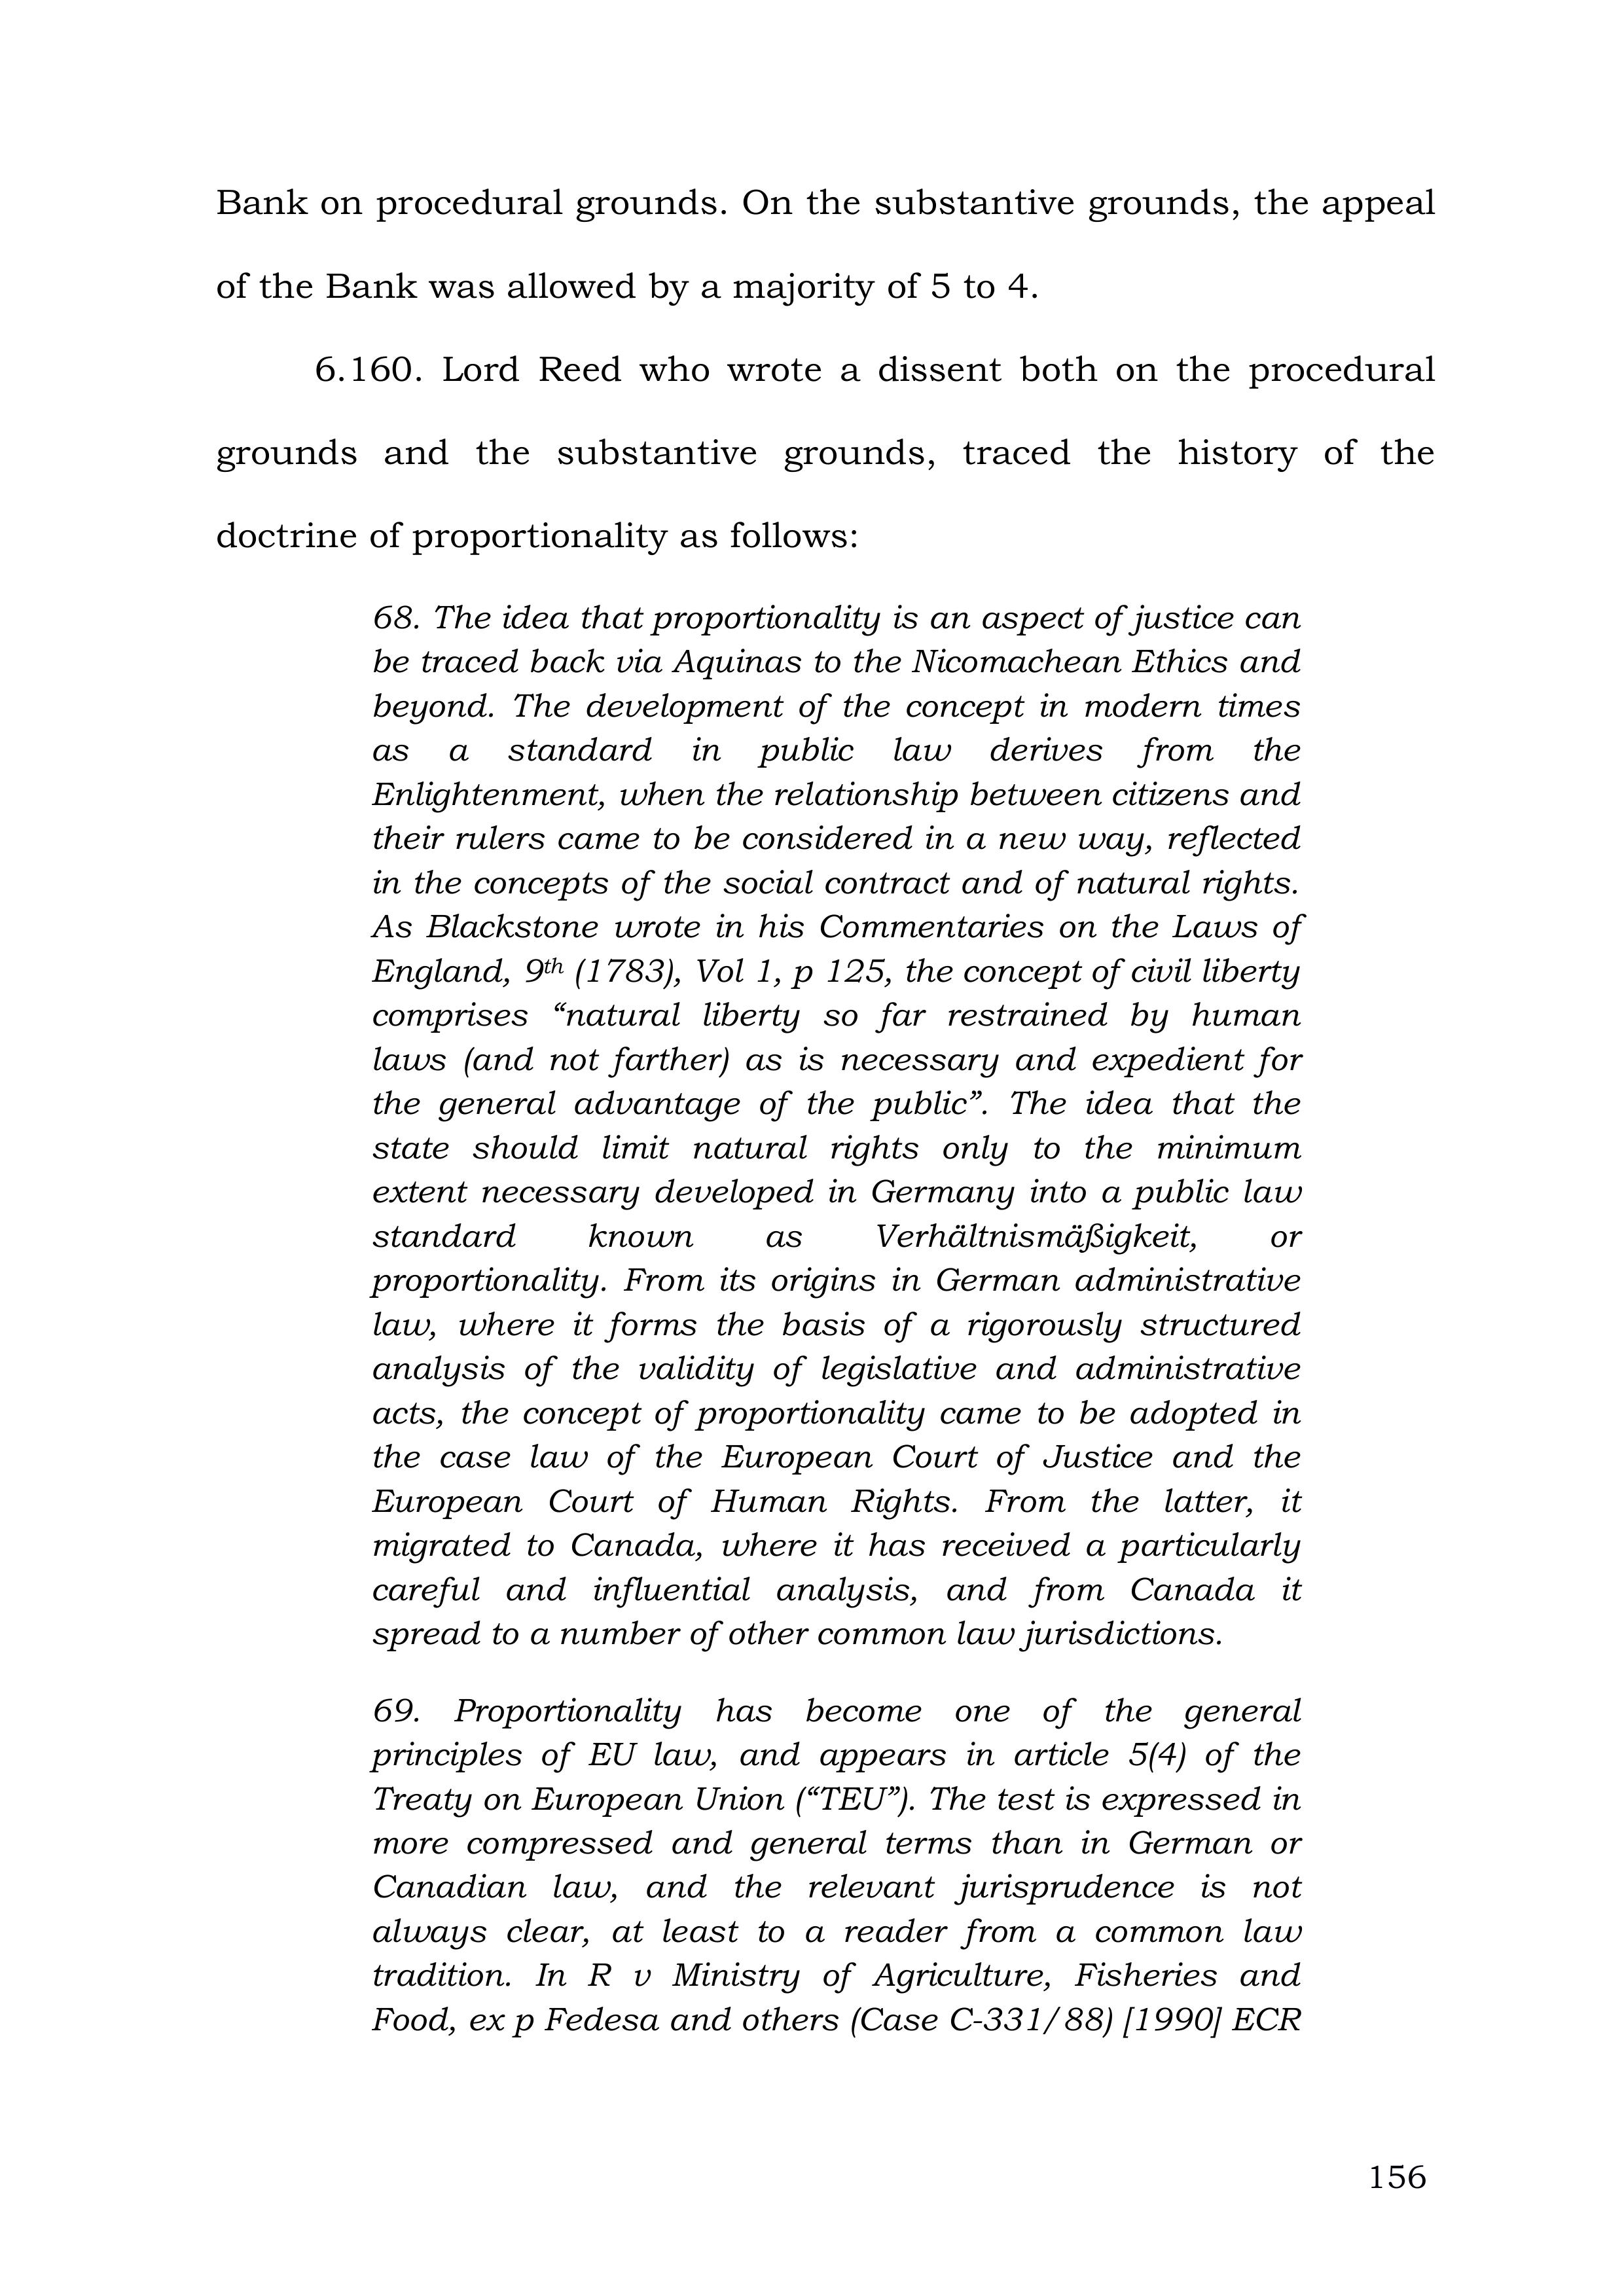 Bank on procedural grounds. On the substantive grounds, the appeal
of the Bank was allowed by a majority of 5 to 4.
6.160. Lord Reed who wrote a dissent both on the procedural
grounds and the substantive grounds, traced the history of the
doctrine of proportionality as follows:
68. The idea that proportionality is an aspect of justice can
be traced back via Aquinas to the Nicomachean Ethics and
beyond. The development of the concept in modern times
as a standard in public law derives from the
Enlightenment, when the relationship between citizens and
their rulers came to be considered in a new way, reflected
in the concepts of the social contract and of natural rights.
As Blackstone wrote in his Commentaries on the Laws of
England, 9th (1783), Vol 1, p 125, the concept of civil liberty
comprises “natural liberty so far restrained by human
laws (and not farther) as is necessary and expedient for
the general advantage of the public”. The idea that the
state should limit natural rights only to the minimum
extent necessary developed in Germany into a public law
standard known as Verhältnismäßigkeit, or
proportionality. From its origins in German administrative
law, where it forms the basis of a rigorously structured
analysis of the validity of legislative and administrative
acts, the concept of proportionality came to be adopted in
the case law of the European Court of Justice and the
European Court of Human Rights. From the latter, it
migrated to Canada, where it has received a particularly
careful and influential analysis, and from Canada it
spread to a number of other common law jurisdictions.
69. Proportionality has become one of the general
principles of EU law, and appears in article 5(4) of the
Treaty on European Union (“TEU”). The test is expressed in
more compressed and general terms than in German or
Canadian law, and the relevant jurisprudence is not
always clear, at least to a reader from a common law
tradition. In R v Ministry of Agriculture, Fisheries and
Food, ex p Fedesa and others (Case C-331/88) [1990] ECR
156